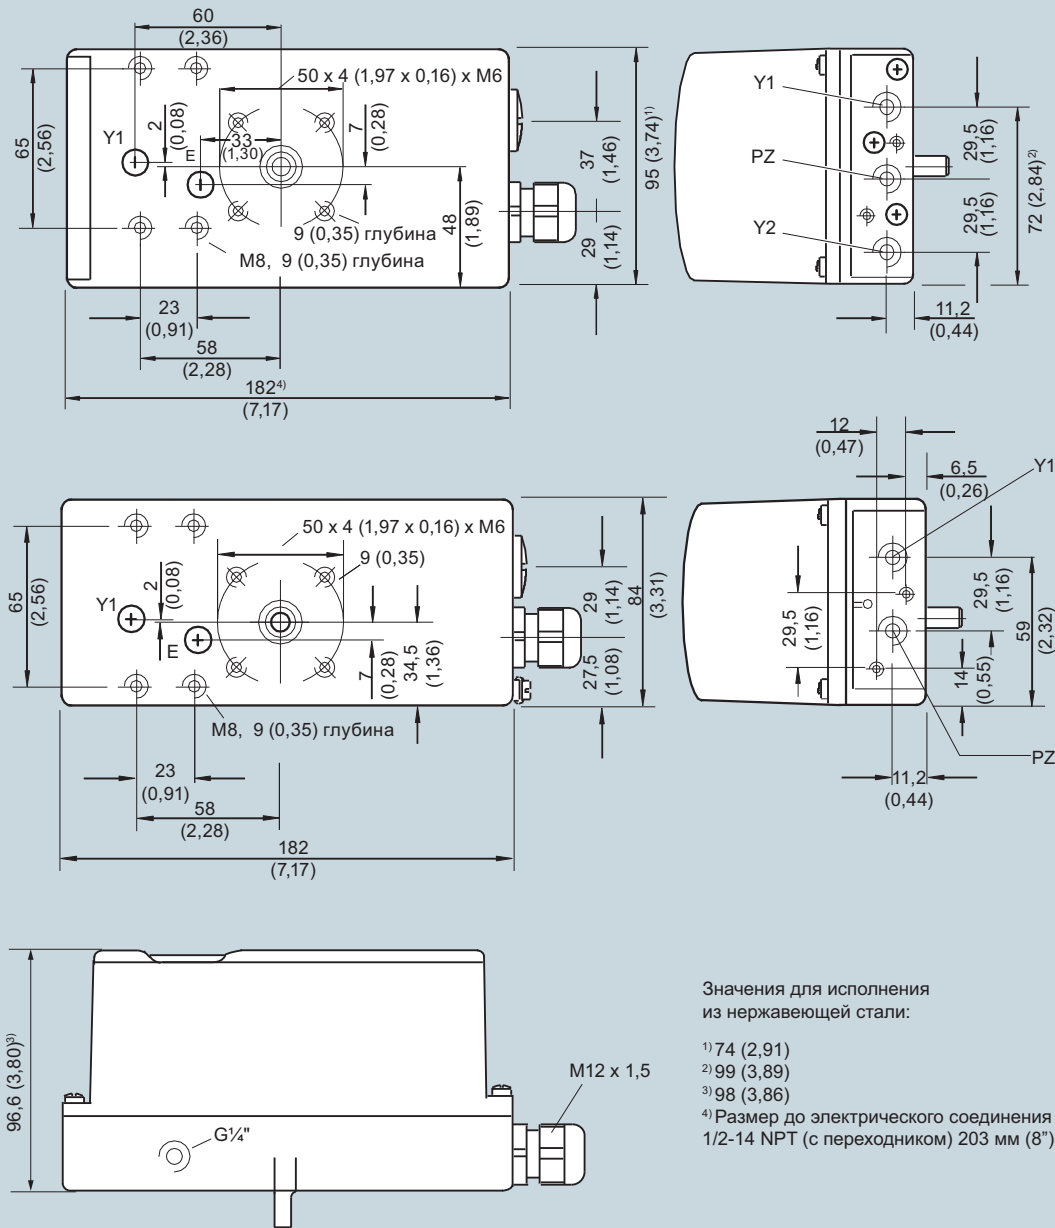 60
(2,36)
50 x 4 (1,97 x 0,16) x M6
65
(2,56)
2
(0,08)
Y1
E
33
(1,30)
7
(0,28)
48
(1,89)
9 (0,35) глубина
M8, 9 (0,35) глубина
23
(0,91)
58
(2,28)
182⁴⁾
(7,17)
37
(1,46)
29
(1,14)
95 (3,74)¹⁾
Y1
PZ
Y2
29,5
(1,16)
29,5
(1,16)
72 (2,84)²⁾
11,2
(0,44)
50 x 4 (1,97 x 0,16) x M6
9 (0,35)
65
(2,56)
2
(0,08)
Y1
E
7
(0,28)
34,5
(1,36)
M8, 9 (0,35) глубина
23
(0,91)
58
(2,28)
182
(7,17)
29
(1,14)
27,5
(1,08)
84
(3,31)
12
(0,47)
6,5
(0,26)
Y1
29,5
(1,16)
29,5
(1,16)
14
(0,55)
59
(2,32)
PZ
11,2
(0,44)
96,6 (3,80)³⁾
G¼"
M12 x 1,5
Значения для исполнения
из нержавеющей стали:
¹⁾ 74 (2,91)
²⁾ 99 (3,89)
³⁾ 98 (3,86)
⁴⁾ Размер до электрического соединения
1/2-14 NPT (с переходником) 203 мм (8”)